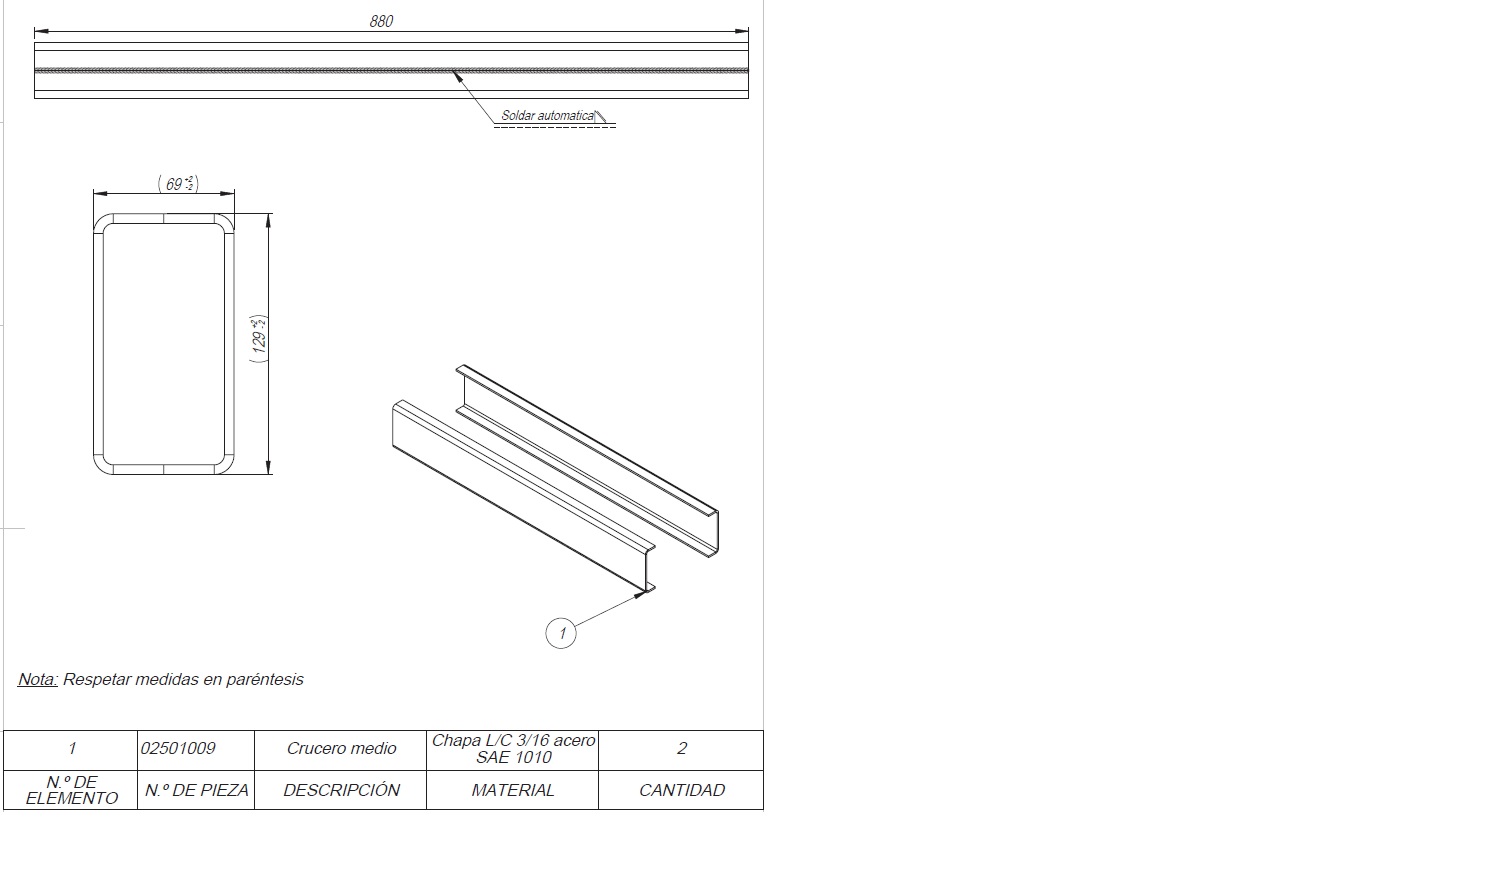 880
Soldar automatica
(69 +2 -2)
(129 +2 -2)
1
Nota: Respetar medidas en paréntesis
1 02501009 Crucero medio Chapa L/C 3/16 acero SAE 1010 2
N.º DE ELEMENTO N.º DE PIEZA DESCRIPCIÓN MATERIAL CANTIDAD